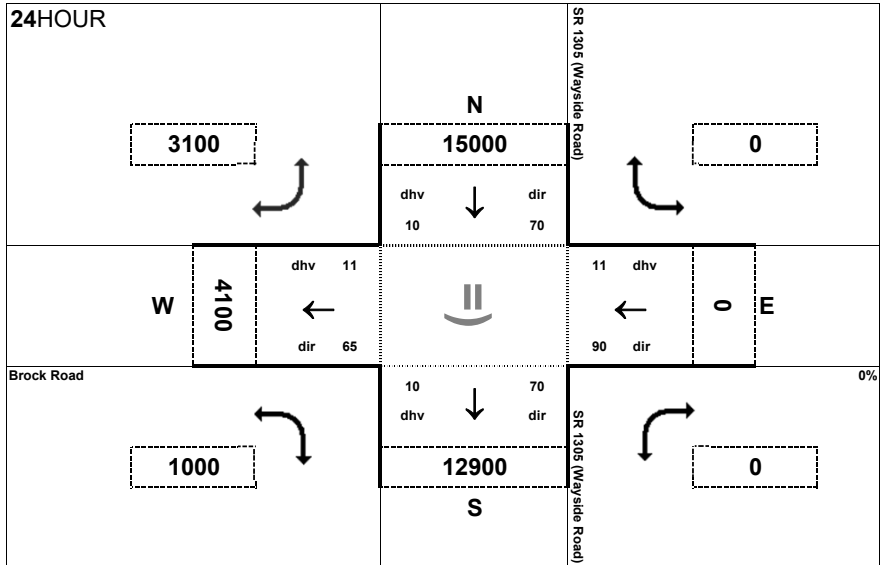 24HOUR
SR 1305 (Wayside Road)
N
3100
15000
0
dhv
dir
10
70
dhv 11
11 dhv
W
4100
0
E
dir 65
90 dir
Brock Road
0%
10
70
dhv
dir
SR 1305 (Wayside Road)
1000
12900
0
S